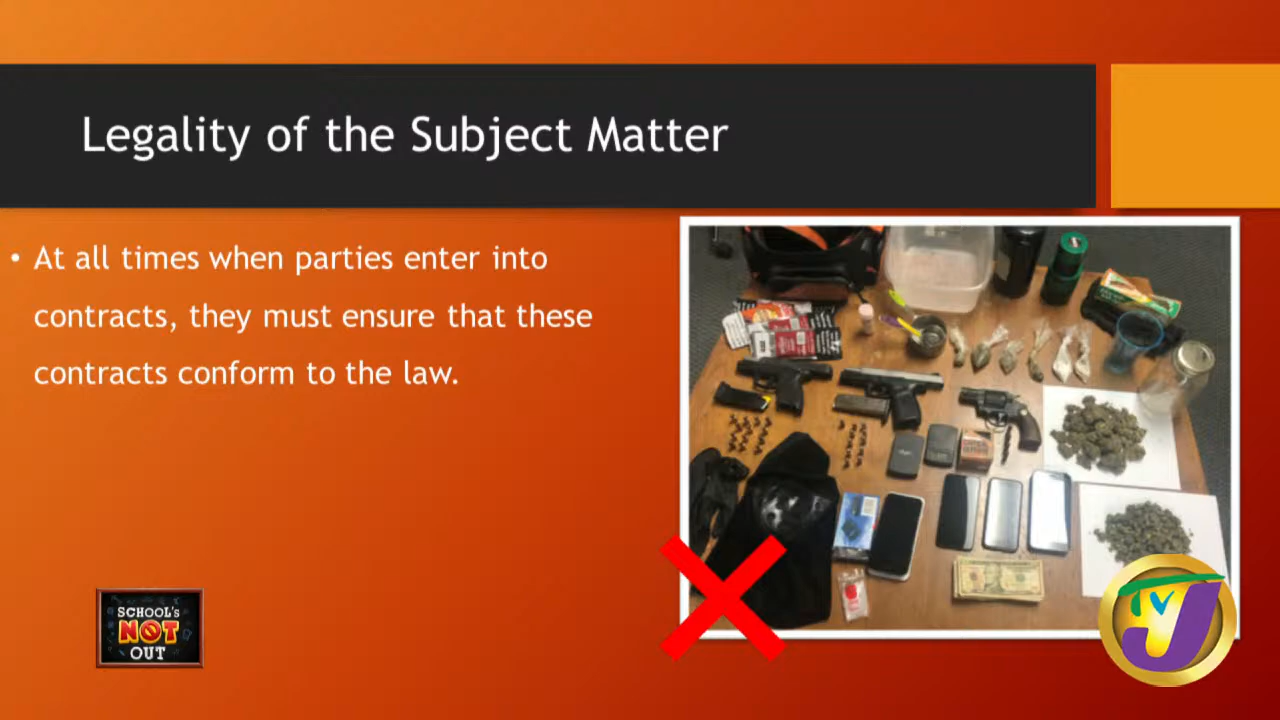 Legality of the Subject Matter
• At all times when parties enter into
contracts, they must ensure that these
contracts conform to the law.
SCHOOL'S
NOT
OUT
TVJ